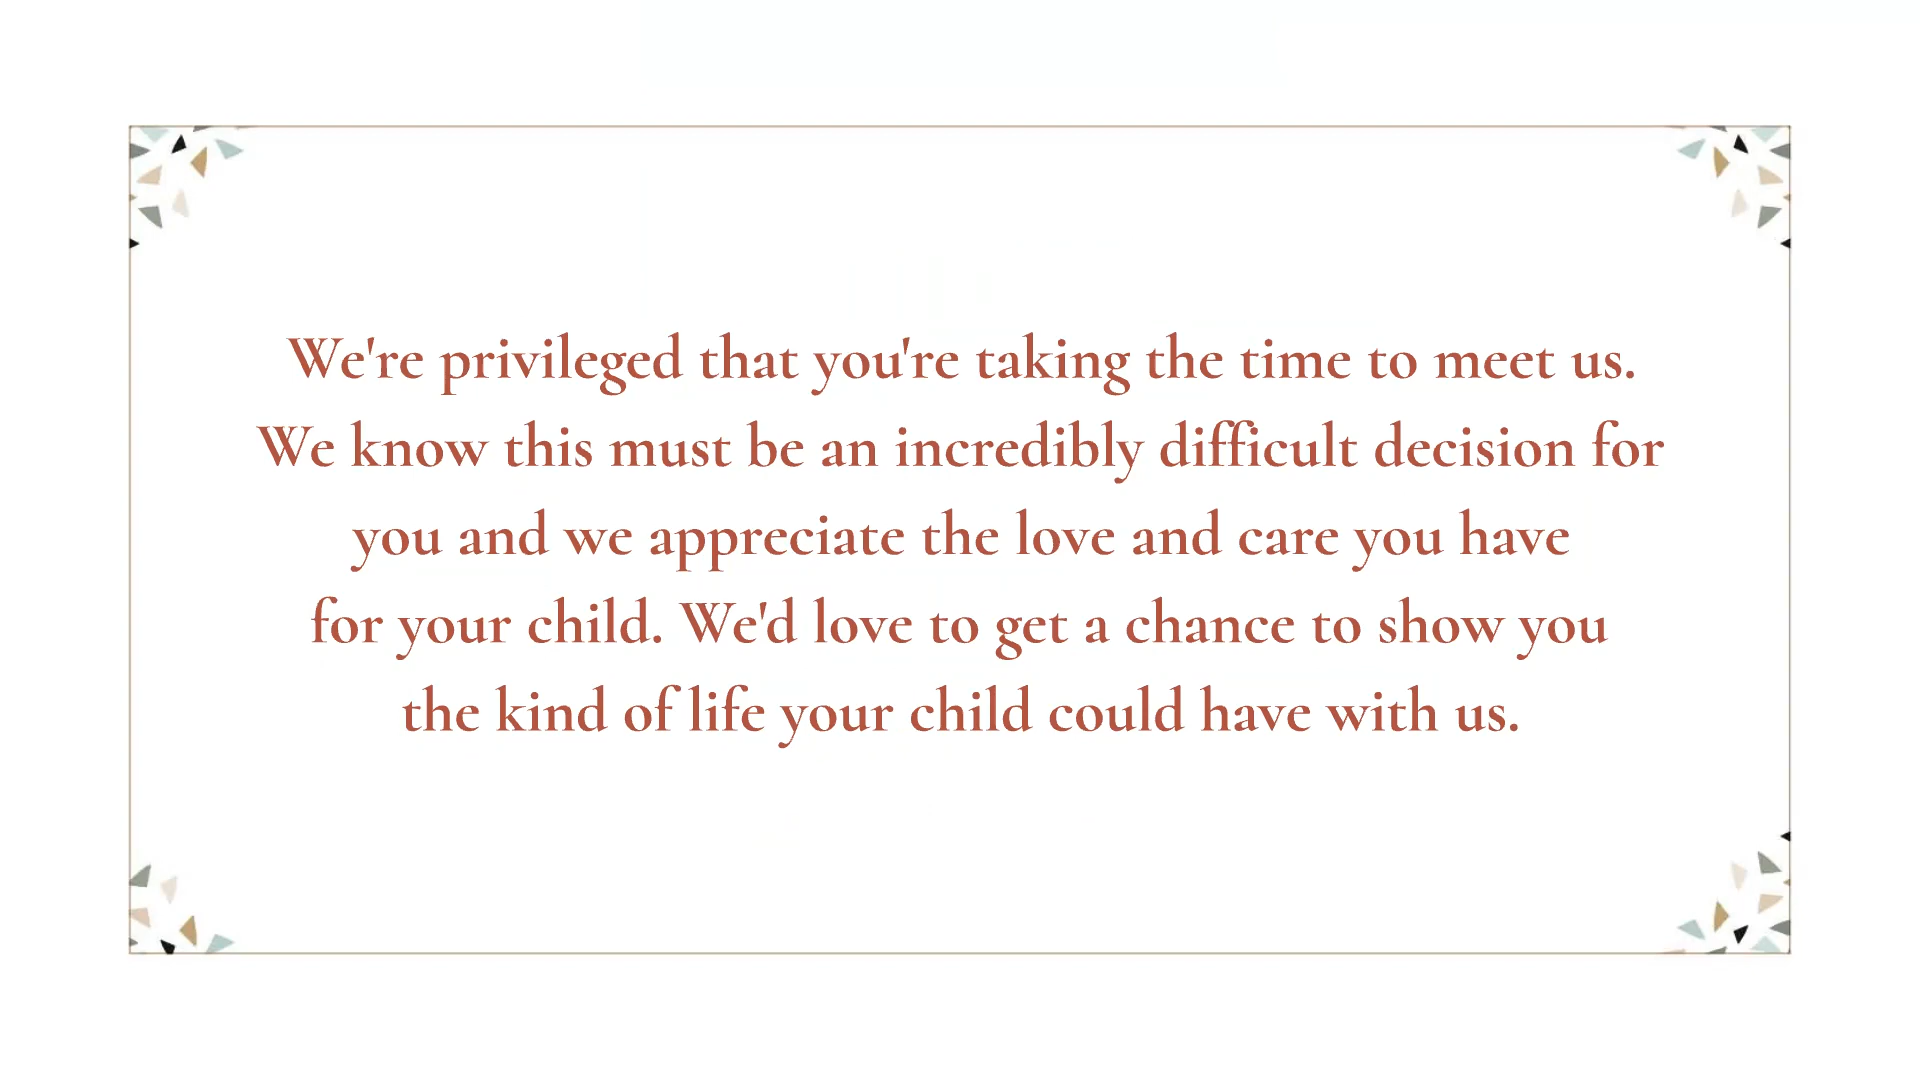 We're privileged that you're taking the time to meet us.
We know this must be an incredibly difficult decision for
you and we appreciate the love and care you have
for your child. We'd love to get a chance to show you
the kind of life your child could have with us.